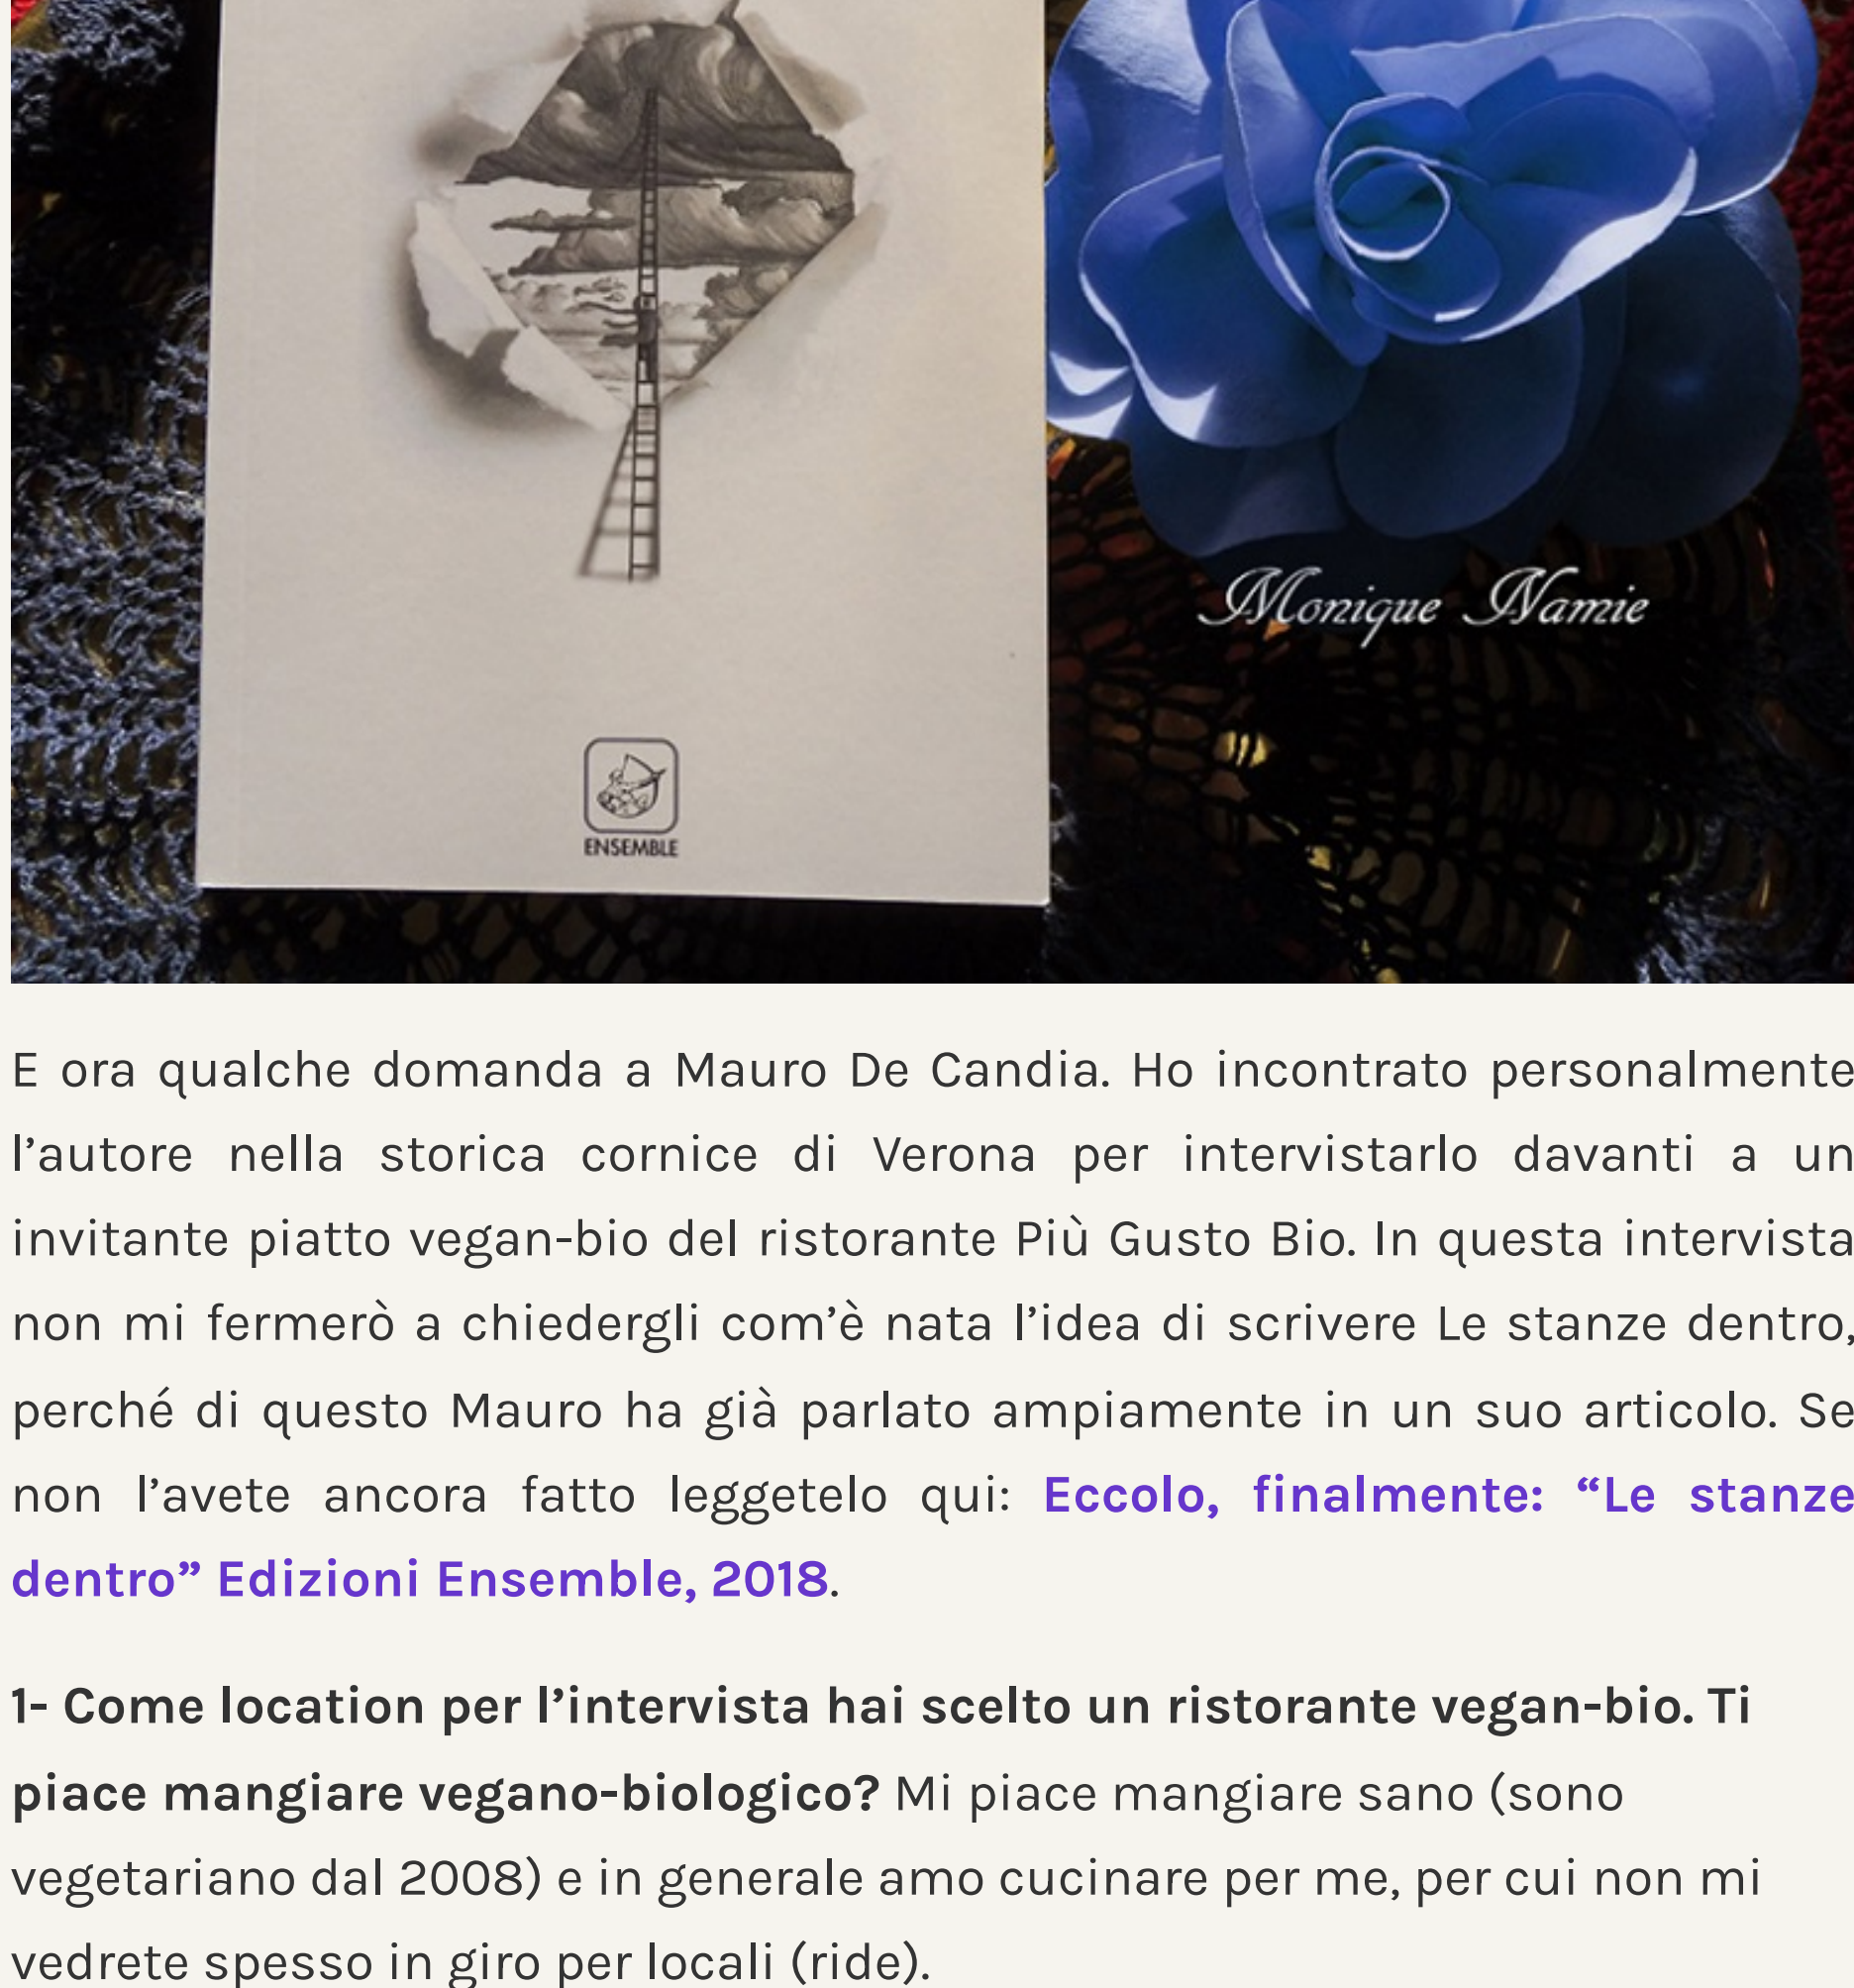 Monique Namie
ENSEMBLE
E ora qualche domanda a Mauro De Candia. Ho incontrato personalmente
l’autore nella storica cornice di Verona per intervistarlo davanti a un
invitante piatto vegan-bio del ristorante Più Gusto Bio. In questa intervista
non mi fermerò a chiedergli com’è nata l’idea di scrivere Le stanze dentro,
perché di questo Mauro ha già parlato ampiamente in un suo articolo. Se
non l’avete ancora fatto leggetelo qui: Eccolo, finalmente: “Le stanze
dentro” Edizioni Ensemble, 2018.
1- Come location per l’intervista hai scelto un ristorante vegan-bio. Ti
piace mangiare vegano-biologico? Mi piace mangiare sano (sono
vegetariano dal 2008) e in generale amo cucinare per me, per cui non mi
vedrete spesso in giro per locali (ride).